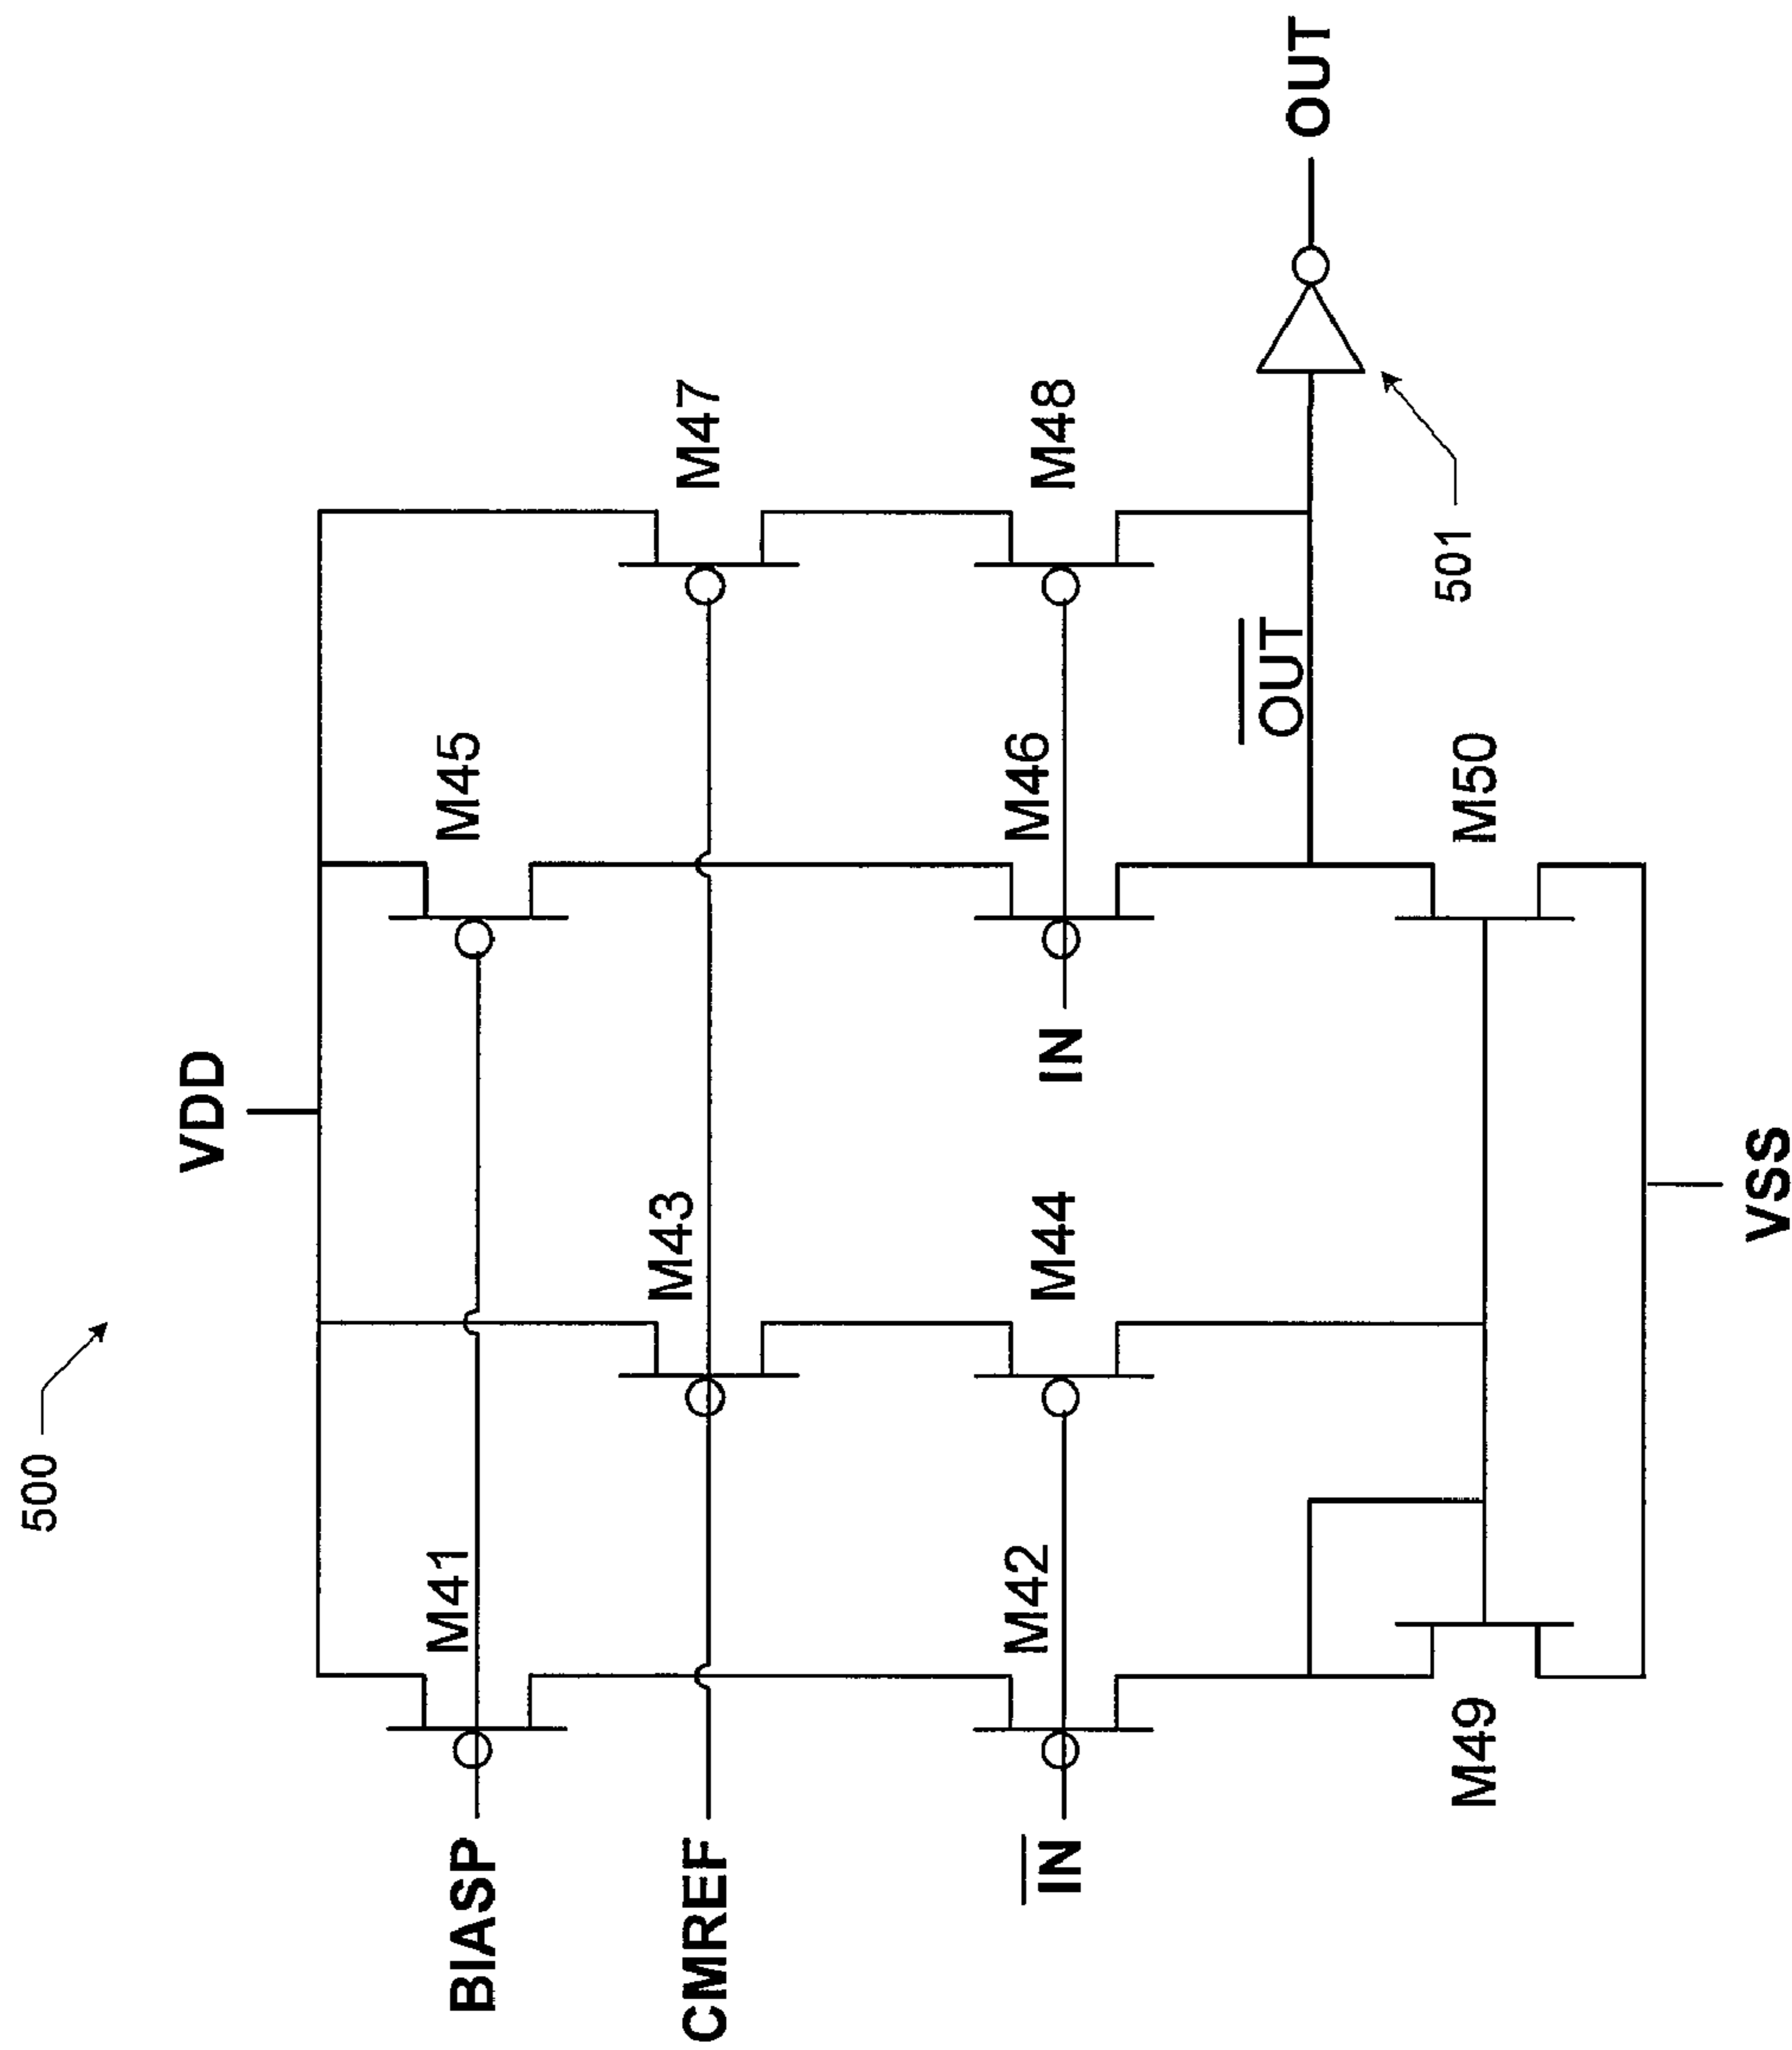 500
VDD
M41
M45
BIASP
M43
M47
CMREF
M42
M44
M46
M48
IN
IN
OUT
OUT
M49
M50
501
VSS